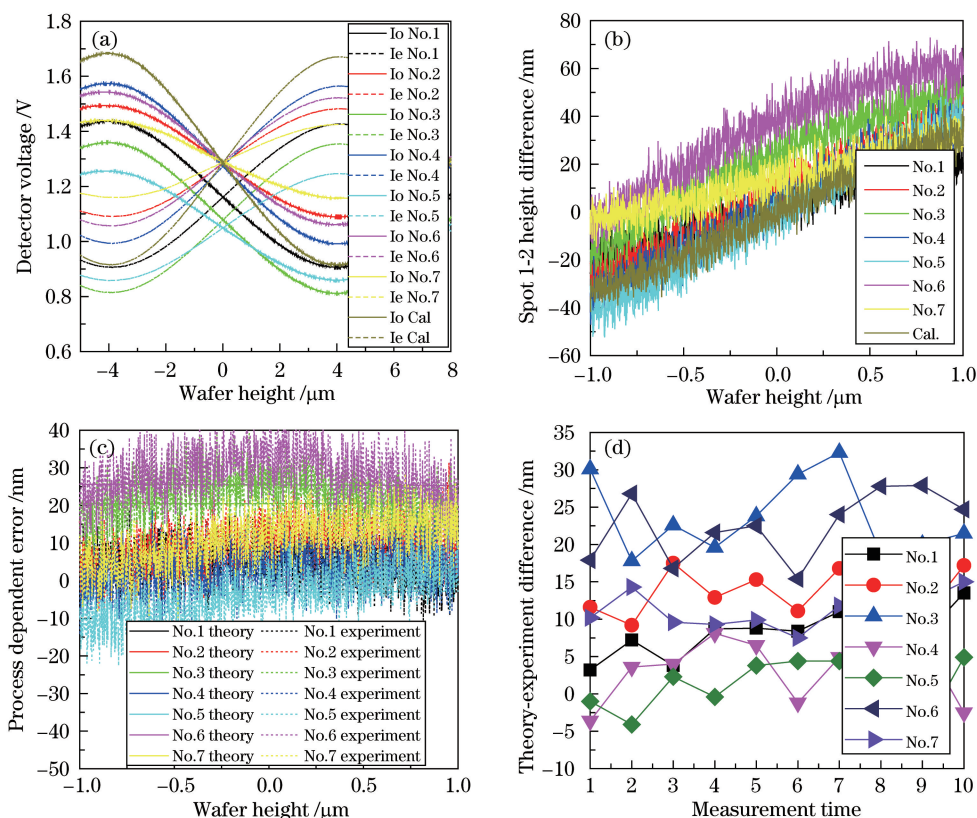 (a)
Detector voltage /V
1.8
1.6
1.4
1.2
1.0
0.8
0.6
−4
−2
0
2
4
6
8
Wafer height /μm
Io No.1
Ie No.1
Io No.2
Ie No.2
Io No.3
Ie No.3
Io No.4
Ie No.4
Io No.5
Ie No.5
Io No.6
Ie No.6
Io No.7
Ie No.7
Io Cal
Ie Cal
(b)
Spot 1-2 height difference /nm
80
60
40
20
0
−20
−40
−60
−1.0
−0.5
0.0
0.5
1.0
Wafer height /μm
No.1
No.2
No.3
No.4
No.5
No.6
No.7
Cal.
(c)
Process dependent error /nm
40
30
20
10
0
−10
−20
−30
−40
−50
−1.0
−0.5
0.0
0.5
1.0
Wafer height /μm
No.1 theory No.1 experiment
No.2 theory No.2 experiment
No.3 theory No.3 experiment
No.4 theory No.4 experiment
No.5 theory No.5 experiment
No.6 theory No.6 experiment
No.7 theory No.7 experiment
(d)
Theory-experiment difference /nm
35
30
25
20
15
10
5
0
−5
−10
1 2 3 4 5 6 7 8 9 10
Measurement time
No.1
No.2
No.3
No.4
No.5
No.6
No.7